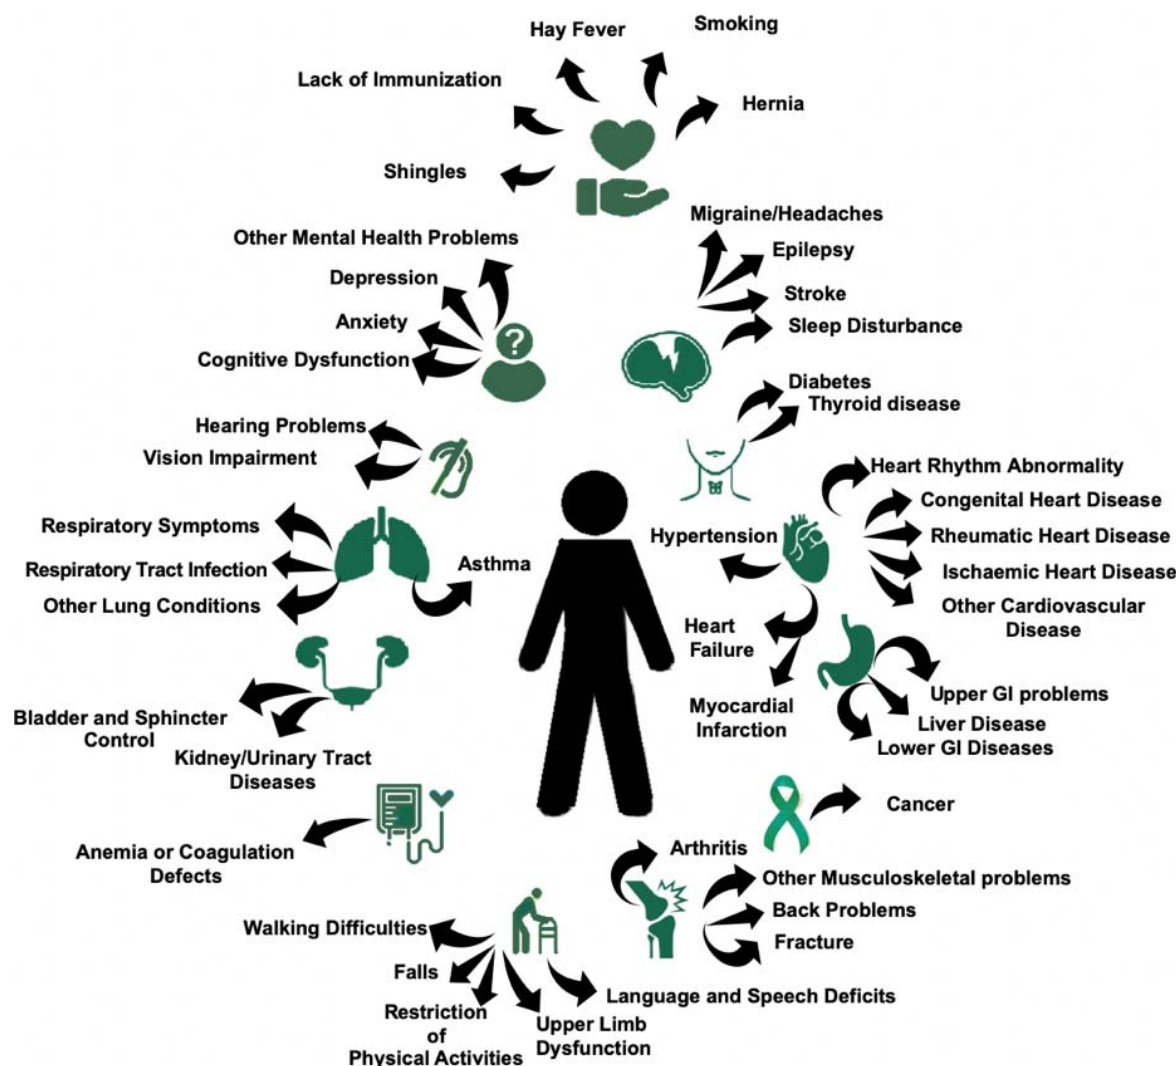 Smoking
Hay Fever
Lack of Immunization
Hernia
Shingles
Migraine/Headaches
Other Mental Health Problems
Epilepsy
Depression
Stroke
Anxiety
Sleep Disturbance
Cognitive Dysfunction
?
Diabetes
Thyroid disease
Hearing Problems
Vision Impairment
Heart Rhythm Abnormality
Congenital Heart Disease
Respiratory Symptoms
Hypertension
Rheumatic Heart Disease
Respiratory Tract Infection
Asthma
Ischaemic Heart Disease
Other Lung Conditions
Other Cardiovascular
Disease
Heart
Failure
Upper GI problems
Myocardial
Infarction
Bladder and Sphincter
Control
Liver Disease
Lower GI Diseases
Kidney/Urinary Tract
Diseases
Cancer
Anemia or Coagulation
Defects
Arthritis
Other Musculoskeletal problems
Back Problems
Walking Difficulties
Fracture
Falls
Language and Speech Deficits
Restriction
of
Physical Activities
Upper Limb
Dysfunction